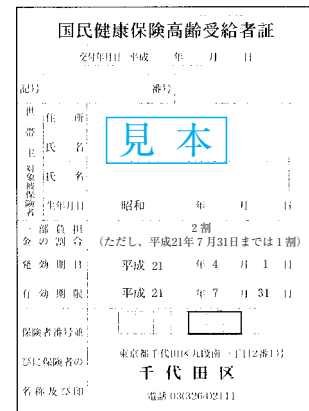 国民健康保険高齢受給者証
交付年月日 平成 年 月 日
記号 番号
世帯主 住所
氏名
見本
対象被保険者 氏名
生年月日 昭和 年 月 日
一部負担金の割合 2割
(ただし、平成21年7月31日までは1割)
発効期日 平成 21 年 4 月 1 日
有効期限 平成 21 年 7 月 31 日
保険者番号並びに保険者の名称及び印
東京都千代田区九段南一丁目2番1号
千代田区
電話 03(3264)2111